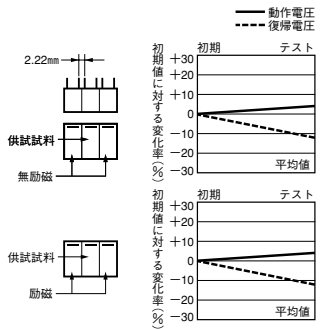 動作電圧
復帰電圧
2.22mm
供試試料
無励磁
初期値に対する変化率(%)
初期
テスト
+30
+20
+10
0
−10
−20
−30
平均値
供試試料
励磁
初期値に対する変化率(%)
初期
テスト
+30
+20
+10
0
−10
−20
−30
平均値